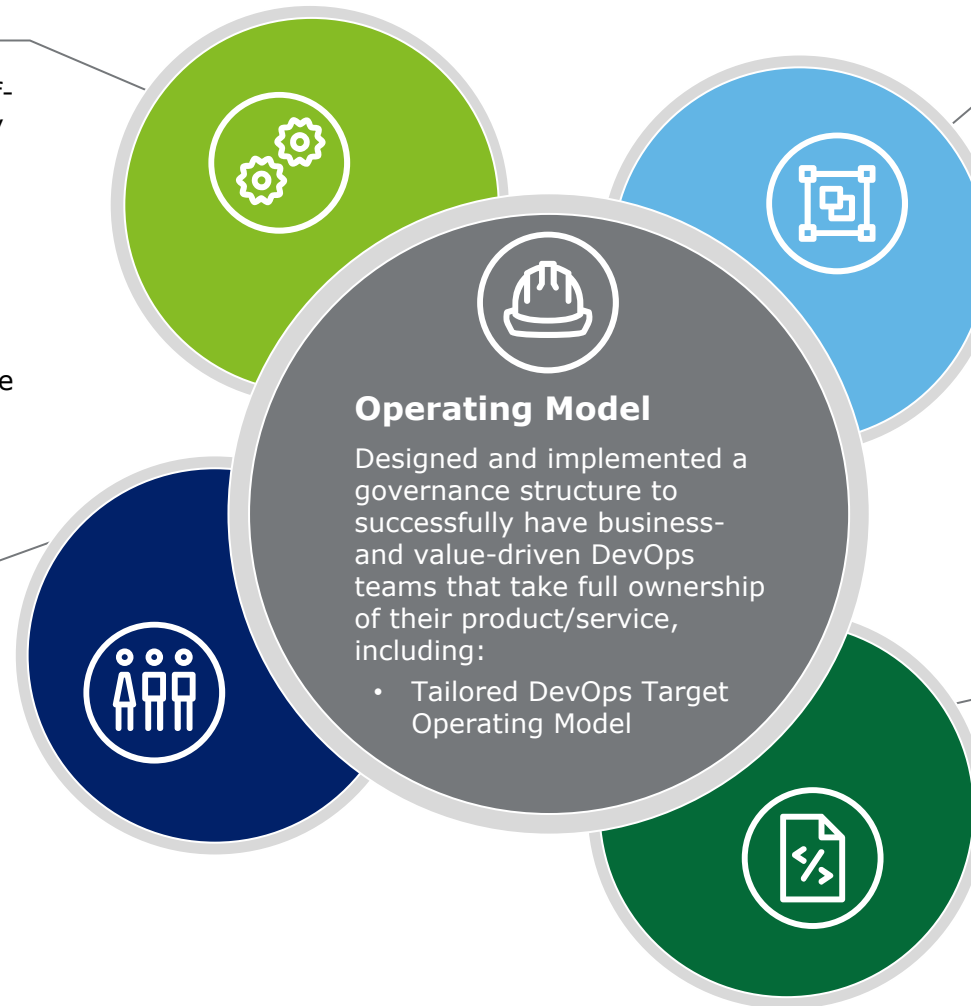 f-
y
e
Operating Model
Designed and implemented a
governance structure to
successfully have business-
and value-driven DevOps
teams that take full ownership
of their product/service,
including:
• Tailored DevOps Target
Operating Model